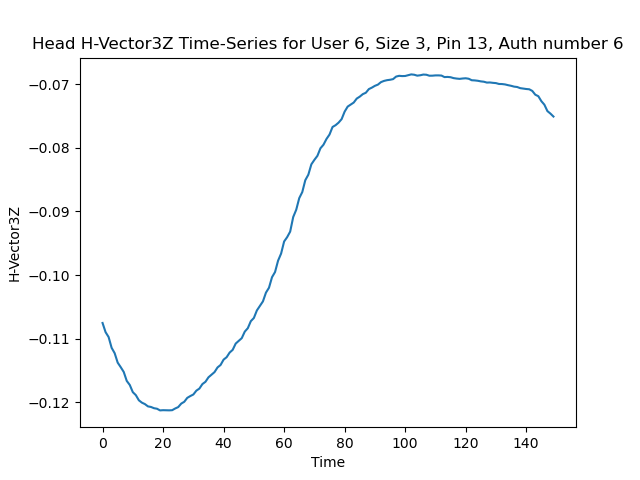 Head H-Vector3Z Time-Series for User 6, Size 3, Pin 13, Auth number 6
−0.07
−0.08
−0.09
−0.10
−0.11
−0.12
H-Vector3Z
0 20 40 60 80 100 120 140
Time